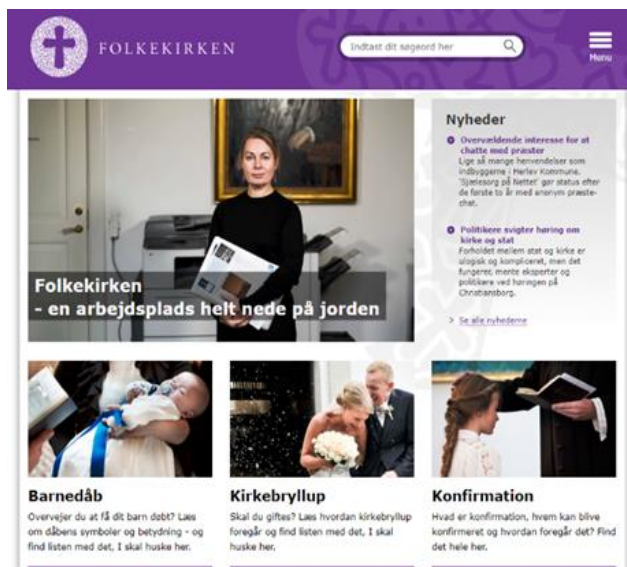 FOLKEKIRKEN
Indtast dit søgeord her
Menu
Folkekirken
- en arbejdsplads helt nede på jorden
Nyheder
Overvældende interesse for at
chatte med præster
Lige så mange henvendelser som
indbyggerne i Herlev Kommune.
'Sjælesorg på Nettet' gør status efter
de første to år med anonym præste-
chat.
Politikere svigter høring om
kirke og stat
Forholdet mellem stat og kirke er
ulogisk og kompliceret, men det
fungerer, mente eksperter og
politikere ved høringen på
Christiansborg.
> Se alle nyhederne
Barnedåb
Overvejer du at få dit barn døbt? Læs
om dåbens symboler og betydning - og
find listen med det, I skal huske her.
Kirkebryllup
Skal du giftes? Læs hvordan kirkebryllup
foregår og find listen med det, I skal
huske her.
Konfirmation
Hvad er konfirmation, hvem kan blive
konfirmeret og hvordan foregår det? Find
det hele her.